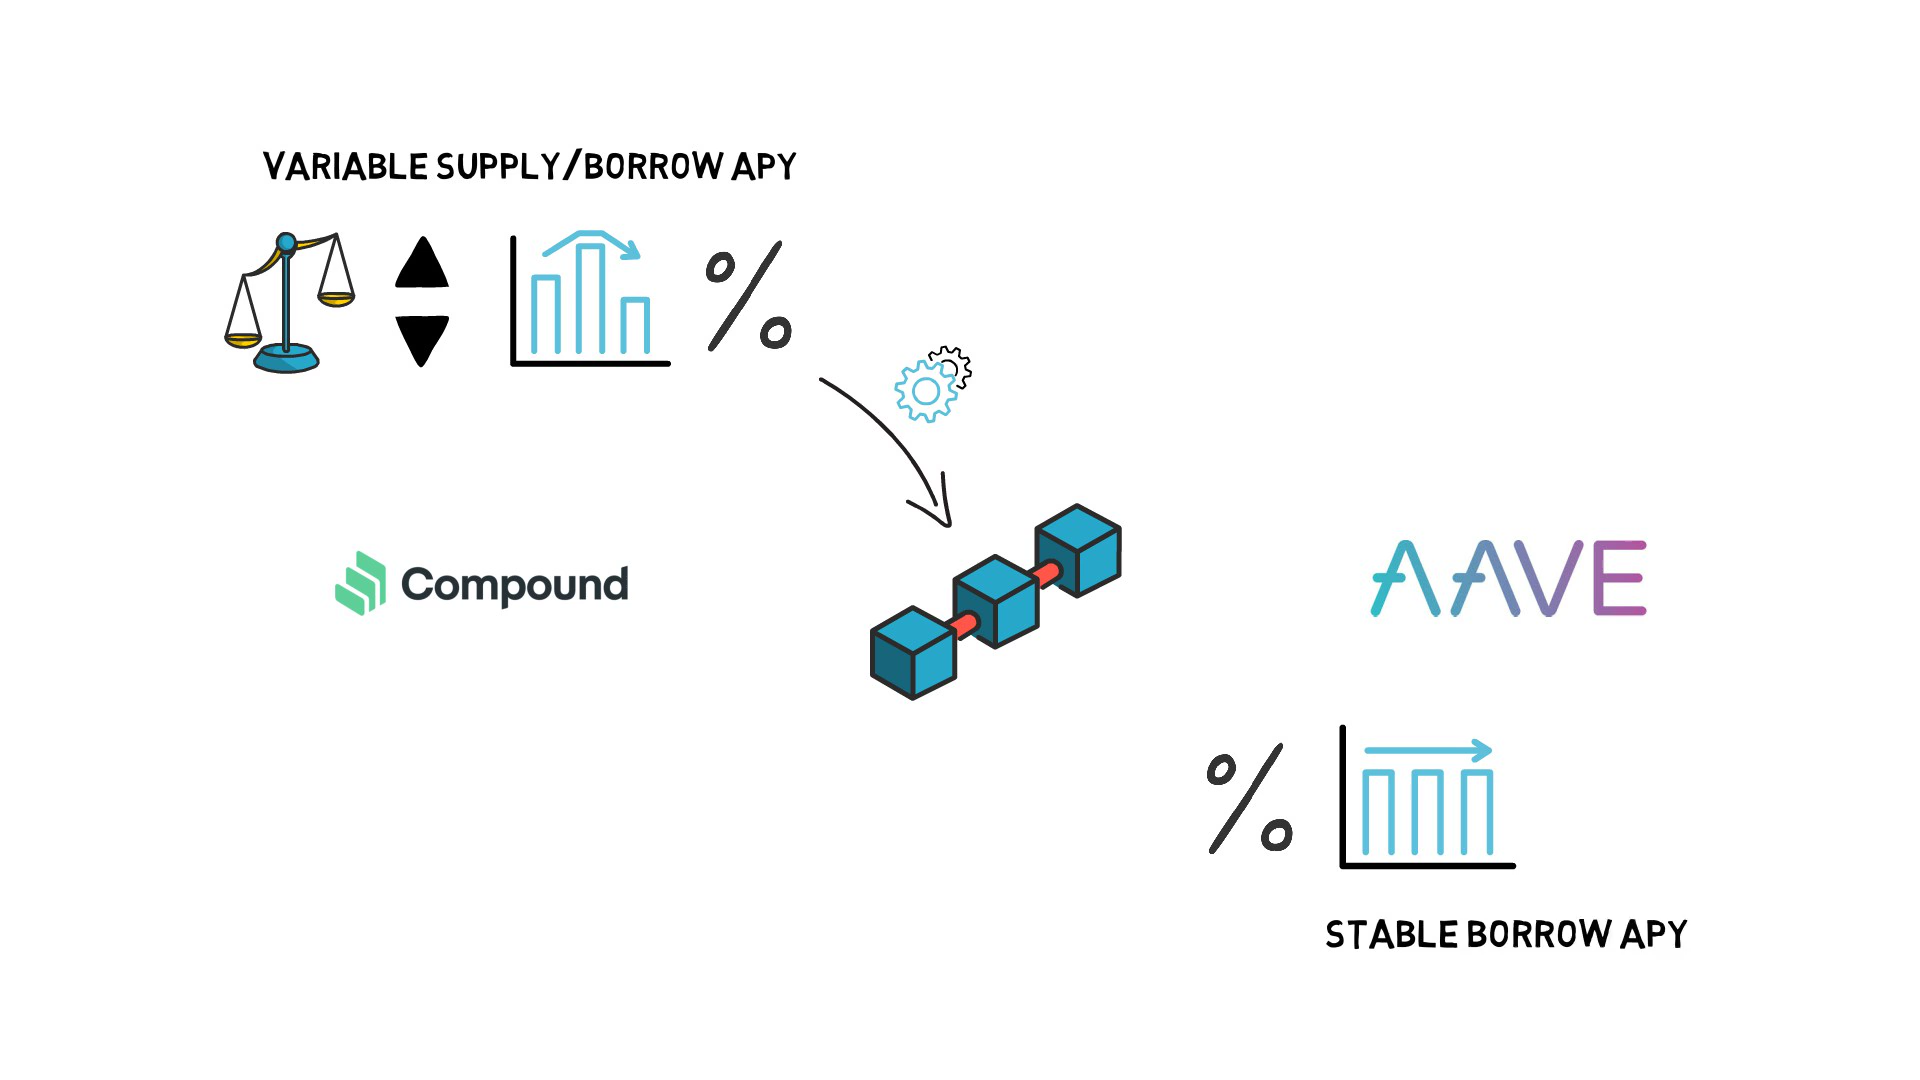 VARIABLE SUPPLY/BORROW APY
%
Compound
AAVE
%
STABLE BORROW APY